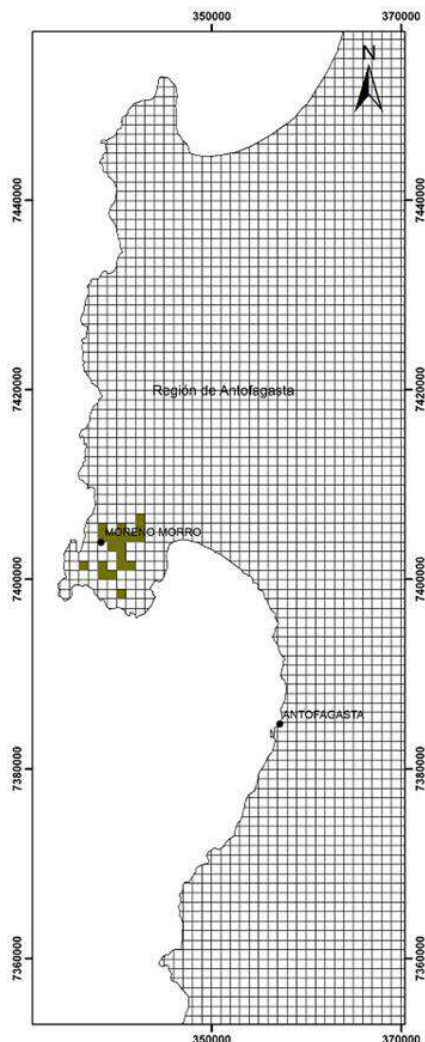 350000 370000
N
7440000 7440000
Región de Antofagasta
7420000 7420000
MORENO MORRO
7400000 7400000
ANTOFAGASTA
7380000 7380000
7360000 7360000
350000 370000